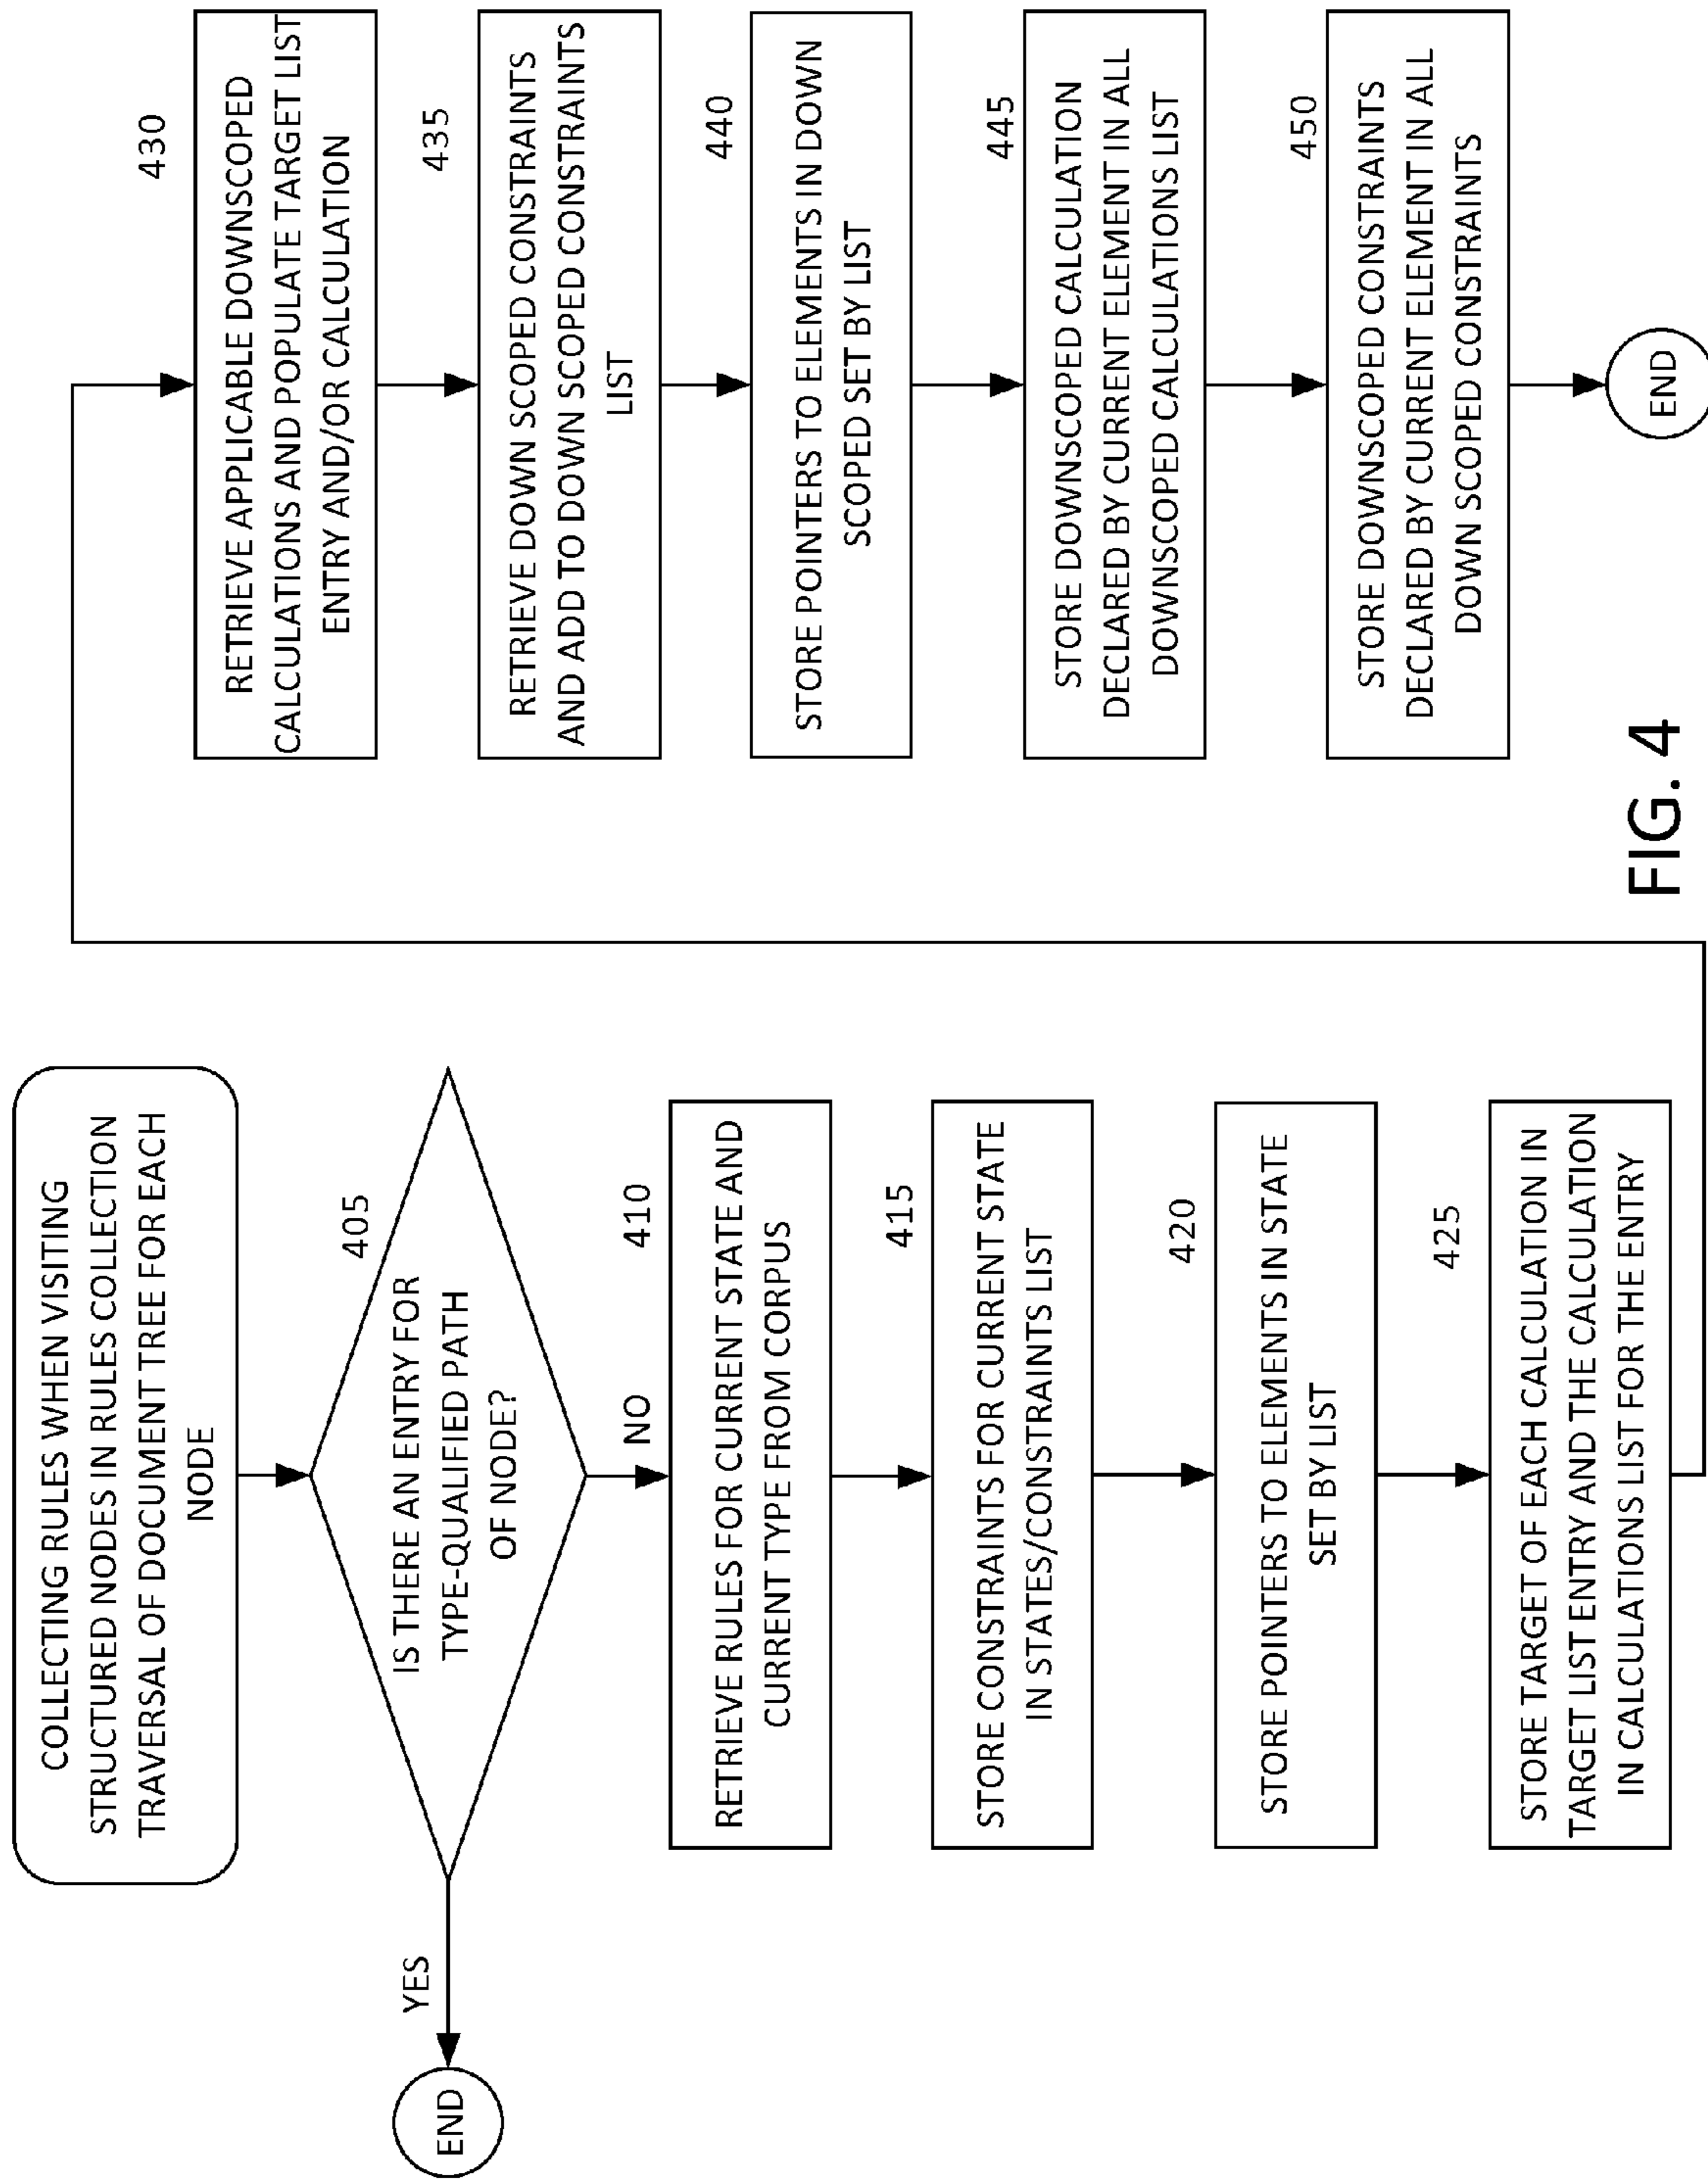 COLLECTING RULES WHEN VISITING
STRUCTURED NODES IN RULES COLLECTION
TRAVERSAL OF DOCUMENT TREE FOR EACH
NODE
405
IS THERE AN ENTRY FOR
TYPE-QUALIFIED PATH
OF NODE?
YES
END
NO
410
RETRIEVE RULES FOR CURRENT STATE AND
CURRENT TYPE FROM CORPUS
415
STORE CONSTRAINTS FOR CURRENT STATE
IN STATES/CONSTRAINTS LIST
420
STORE POINTERS TO ELEMENTS IN STATE
SET BY LIST
425
STORE TARGET OF EACH CALCULATION IN
TARGET LIST ENTRY AND THE CALCULATION
IN CALCULATIONS LIST FOR THE ENTRY
430
RETRIEVE APPLICABLE DOWNSCOPED
CALCULATIONS AND POPULATE TARGET LIST
ENTRY AND/OR CALCULATION
435
RETRIEVE DOWN SCOPED CONSTRAINTS
AND ADD TO DOWN SCOPED CONSTRAINTS
LIST
440
STORE POINTERS TO ELEMENTS IN DOWN
SCOPED SET BY LIST
445
STORE DOWNSCOPED CALCULATION
DECLARED BY CURRENT ELEMENT IN ALL
DOWNSCOPED CALCULATIONS LIST
450
STORE DOWNSCOPED CONSTRAINTS
DECLARED BY CURRENT ELEMENT IN ALL
DOWN SCOPED CONSTRAINTS
END
FIG. 4